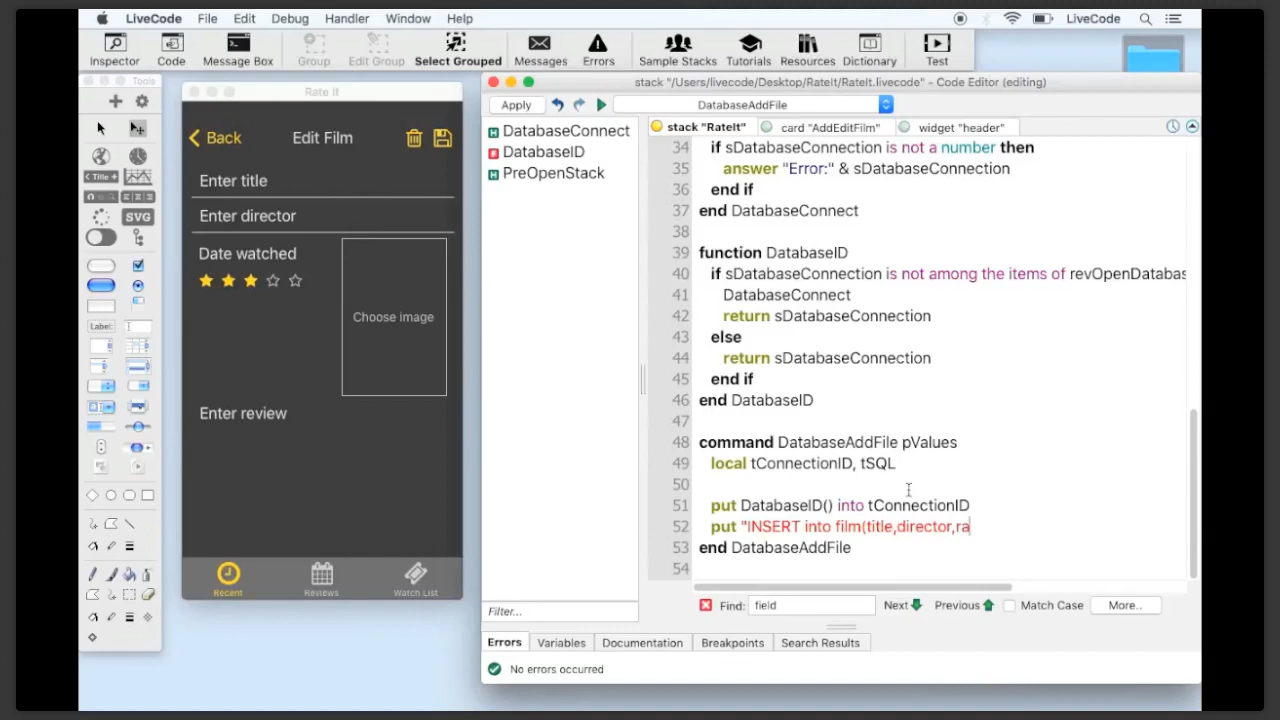 LiveCode File Edit Debug Handler Window Help LiveCode
Inspector Code Message Box Group Edit Group Select Grouped Messages Errors Sample Stacks Tutorials Resources Dictionary Test
Tools
Title +
SVG
Label:
Rate it
Back Edit Film
Enter title
Enter director
Date watched
Choose image
Enter review
Recent Reviews Watch List
stack "/Users/livecode/Desktop/RateIt/RateIt.livecode" - Code Editor (editing)
Apply DatabaseAddFile
stack "RateIt" card "AddEditFilm" widget "header"
DatabaseConnect
DatabaseID
PreOpenStack
Filter...
34 if sDatabaseConnection is not a number then
35 answer "Error:" & sDatabaseConnection
36 end if
37 end DatabaseConnect
38
39 function DatabaseID
40 if sDatabaseConnection is not among the items of revOpenDatabas
41 DatabaseConnect
42 return sDatabaseConnection
43 else
44 return sDatabaseConnection
45 end if
46 end DatabaseID
47
48 command DatabaseAddFile pValues
49 local tConnectionID, tSQL
50
51 put DatabaseID() into tConnectionID
52 put "INSERT into film(title,director,ra
53 end DatabaseAddFile
54
Find: field Next Previous Match Case More..
Errors Variables Documentation Breakpoints Search Results
No errors occurred